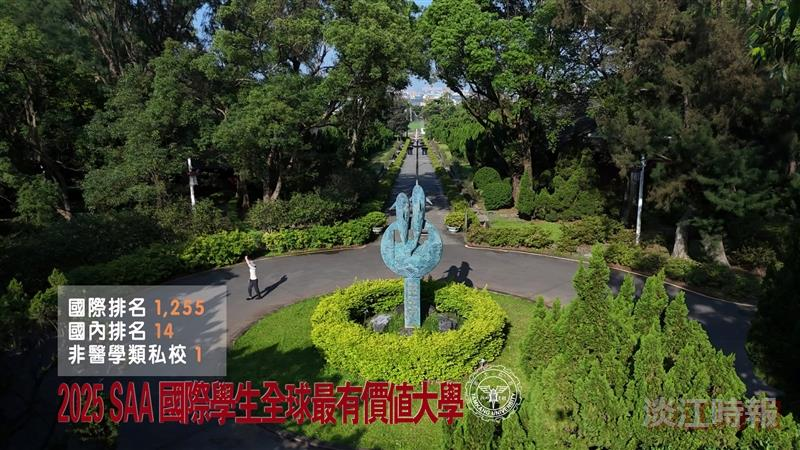 國際排名 1,255
國內排名 14
非醫學類私校 1
2025 SAA 國際學生全球最有價值大學
淡江時報